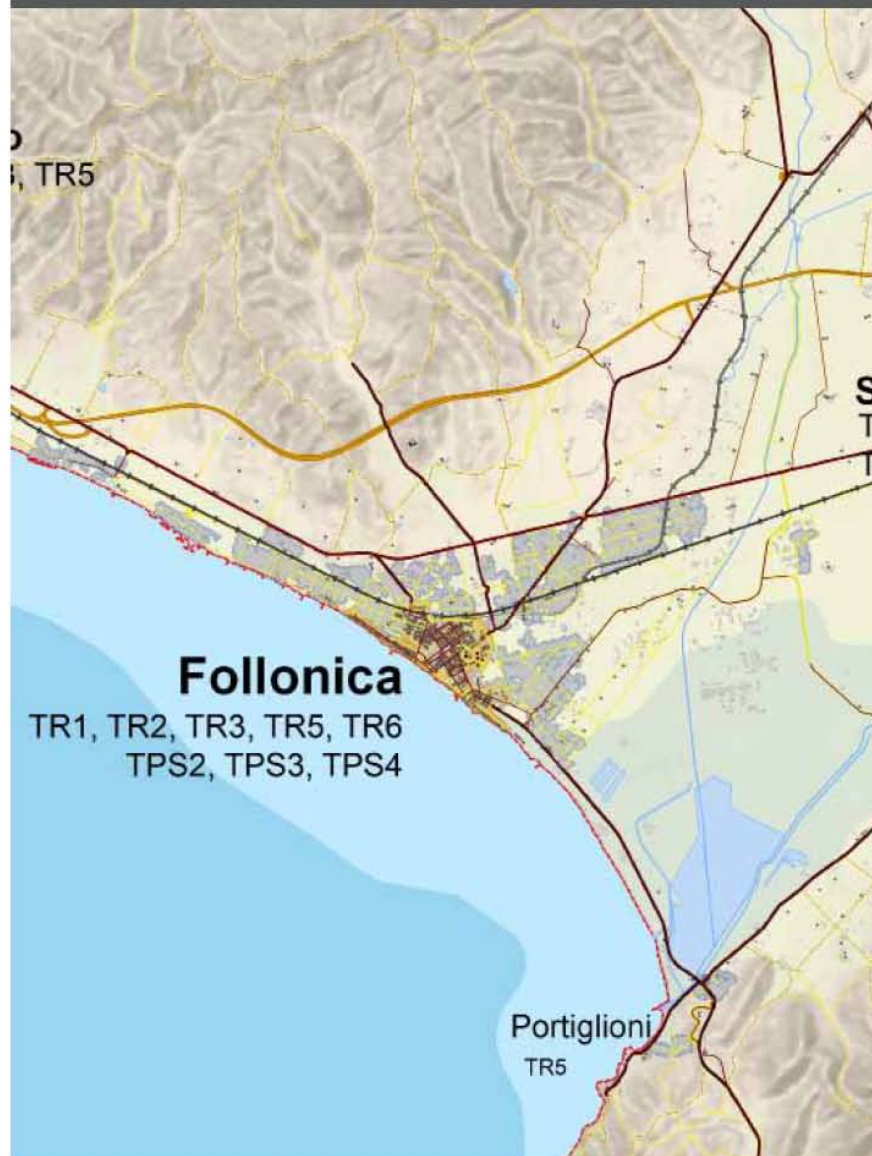 , TR5
Follonica
TR1, TR2, TR3, TR5, TR6
TPS2, TPS3, TPS4
Portiglioni
TR5